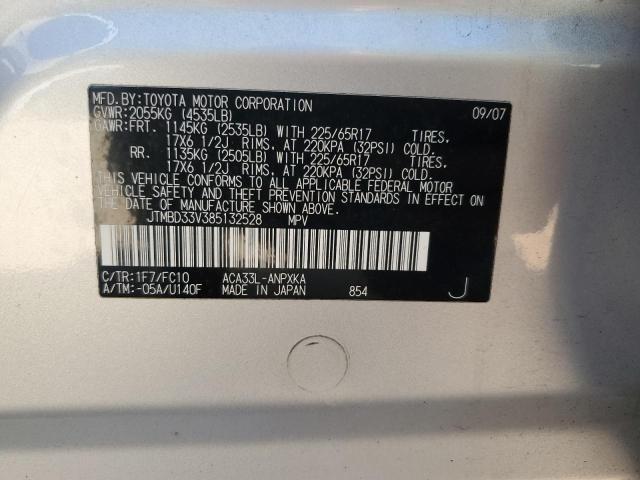 MFD.BY:TOYOTA MOTOR CORPORATION 09/07
GVWR:2055KG (4535LB)
GAWR:FRT. 1145KG (2535LB) WITH 225/65R17 TIRES,
17X6 1/2J RIMS, AT 220KPA (32PSI) COLD.
RR. 1135KG (2505LB) WITH 225/65R17 TIRES,
17X6 1/2J RIMS, AT 220KPA (32PSI) COLD.
THIS VEHICLE CONFORMS TO ALL APPLICABLE FEDERAL MOTOR
VEHICLE SAFETY AND THEFT PREVENTION STANDARDS IN EFFECT ON
THE DATE OF MANUFACTURE SHOWN ABOVE.
JTMBD33V385132528 MPV
C/TR:1F7/FC10 ACA33L-ANPXKA
A/TM:-05A/U140F MADE IN JAPAN 854 J